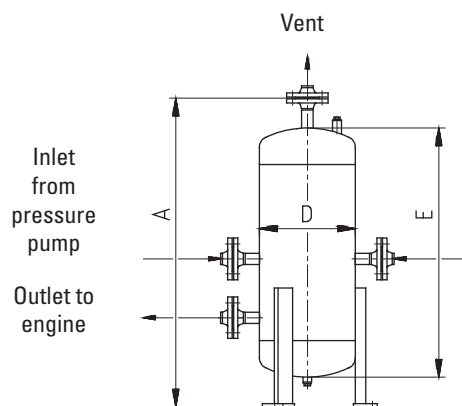 Vent
Inlet
from
pressure
pump
A
D
E
Outlet to
engine